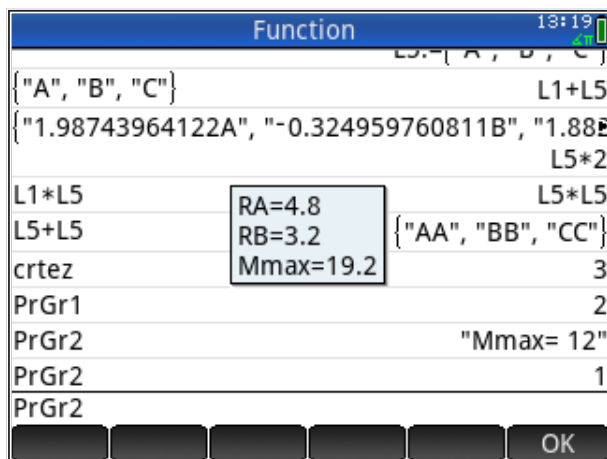 Function 13:19
∡π
L5:={"A", "B", "C"}
{"A", "B", "C"} L1+L5
{"1.98743964122A", "-0.324959760811B", "1.88
L5*2
L1*L5 L5*L5
L5+L5 {"AA", "BB", "CC"}
RA=4.8
RB=3.2
Mmax=19.2
crtez 3
PrGr1 2
PrGr2 "Mmax= 12"
PrGr2 1
PrGr2
OK